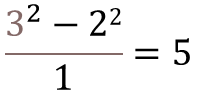 3² − 2²
1
= 5